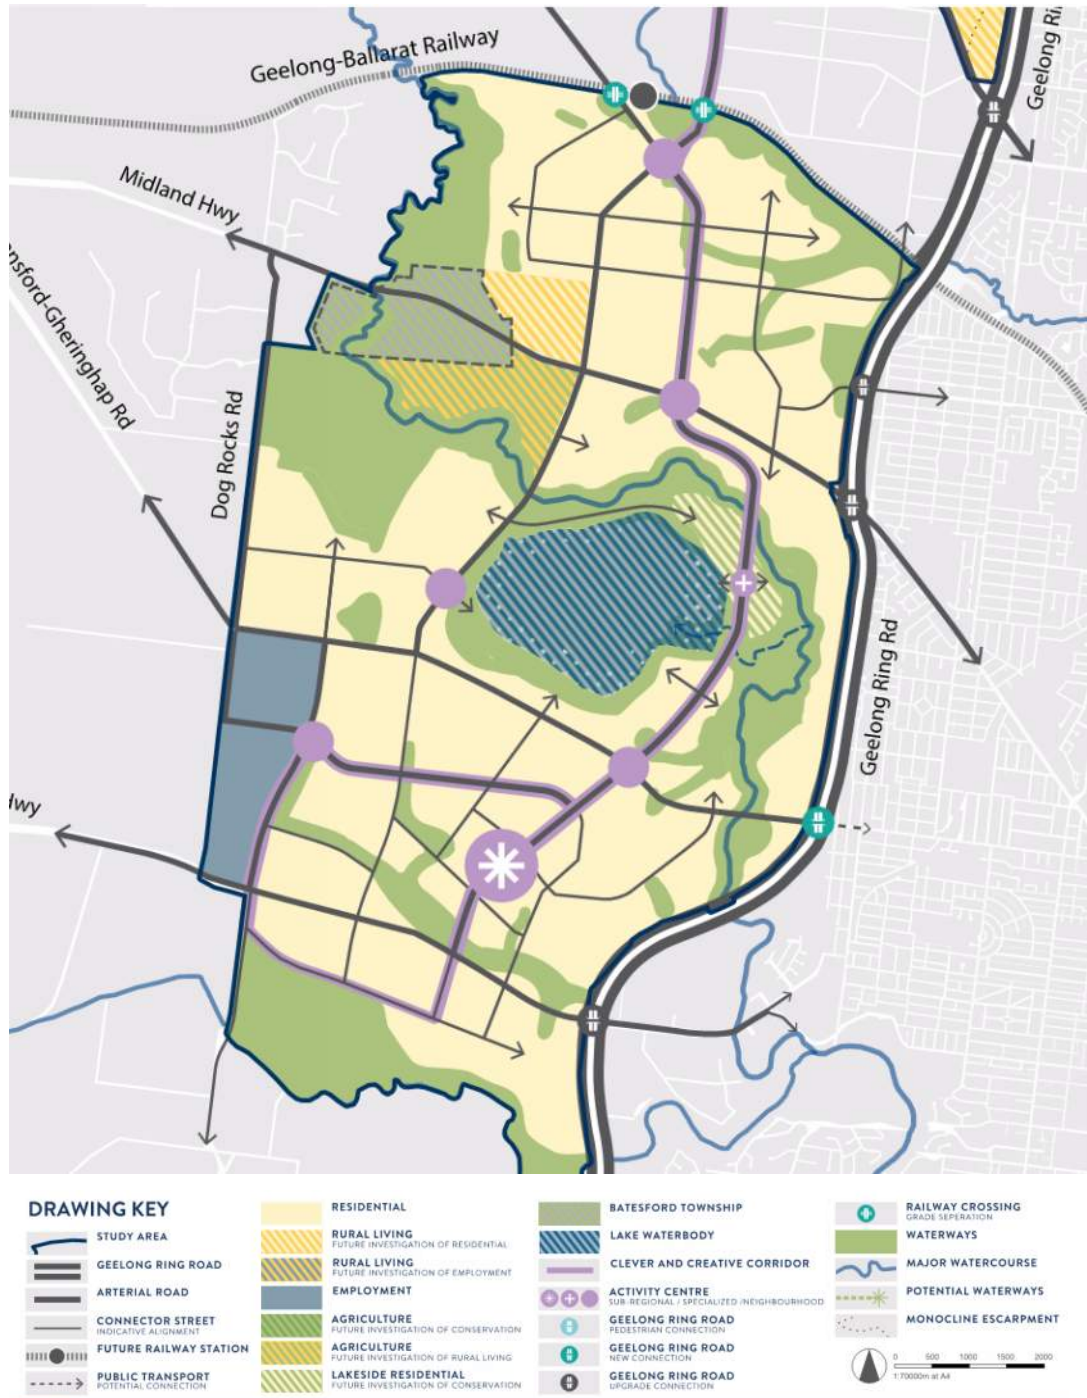 Geelong-Ballarat Railway
Geelong Ri
Midland Hwy
nsford-Gheringhap Rd
Dog Rocks Rd
Geelong Ring Rd
Hwy
DRAWING KEY
STUDY AREA
GEELONG RING ROAD
ARTERIAL ROAD
CONNECTOR STREET
INDICATIVE ALIGNMENT
FUTURE RAILWAY STATION
PUBLIC TRANSPORT
POTENTIAL CONNECTION
RESIDENTIAL
RURAL LIVING
FUTURE INVESTIGATION OF RESIDENTIAL
RURAL LIVING
FUTURE INVESTIGATION OF EMPLOYMENT
EMPLOYMENT
AGRICULTURE
FUTURE INVESTIGATION OF CONSERVATION
AGRICULTURE
FUTURE INVESTIGATION OF RURAL LIVING
LAKESIDE RESIDENTIAL
FUTURE INVESTIGATION OF CONSERVATION
BATESFORD TOWNSHIP
LAKE WATERBODY
CLEVER AND CREATIVE CORRIDOR
ACTIVITY CENTRE
SUB-REGIONAL / SPECIALIZED /NEIGHBOURHOOD
GEELONG RING ROAD
PEDESTRIAN CONNECTION
GEELONG RING ROAD
NEW CONNECTION
GEELONG RING ROAD
UPGRADE CONNECTION
RAILWAY CROSSING
GRADE SEPERATION
WATERWAYS
MAJOR WATERCOURSE
POTENTIAL WATERWAYS
MONOCLINE ESCARPMENT
0 500 1000 1500 2000
1:70000m at A4